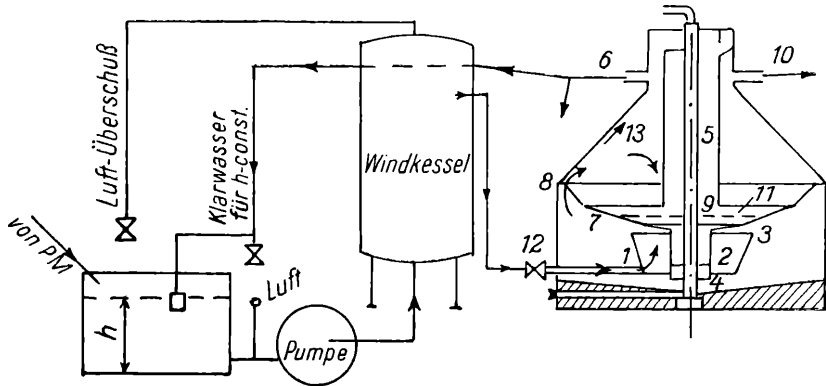 Luft-Überschuß
Klarwasser
für h-const.
Windkessel
von PM
h
Luft
Pumpe
6
10
13
5
8
9
11
7
3
12
1
2
4